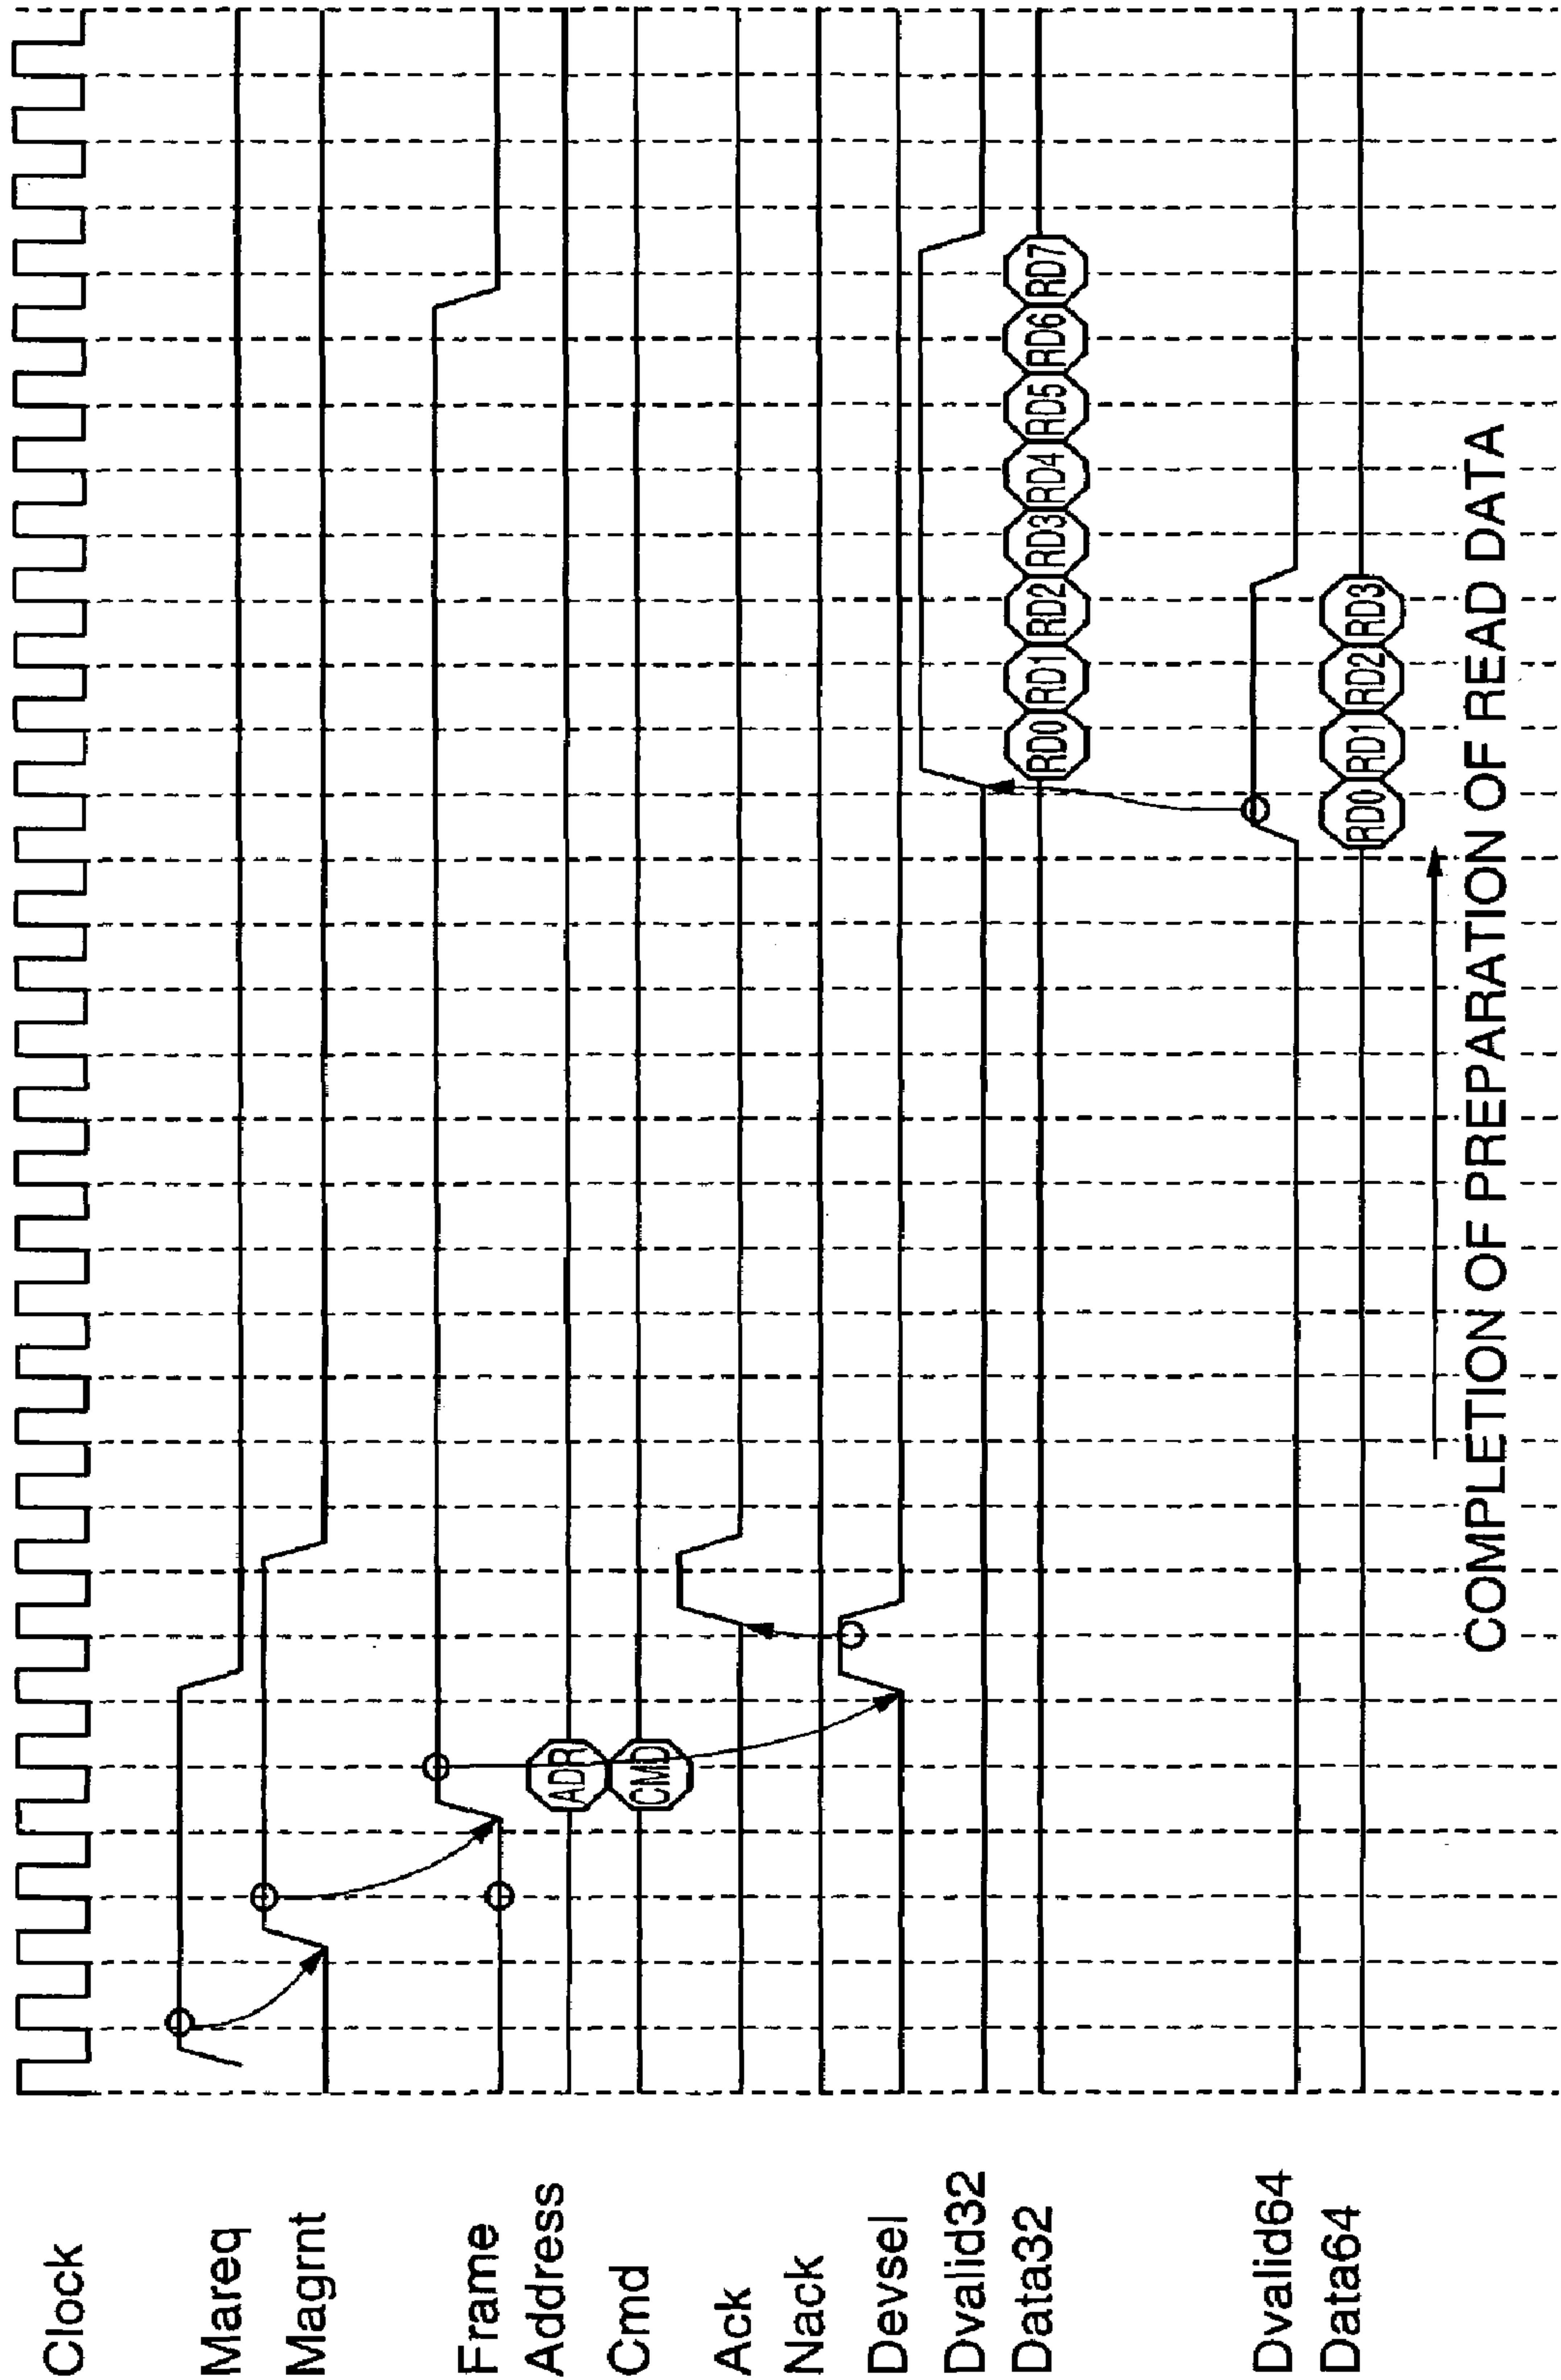 Clock
Mareq
Magrnt
Frame
Address
ADR
Cmd
CMD
Ack
Nack
Devsel
Dvalid32
Data32
RD0 RD1 RD2 RD3 RD4 RD5 RD6 RD7
Dvalid64
Data64
RD0 RD1 RD2 RD3
COMPLETION OF PREPARATION OF READ DATA